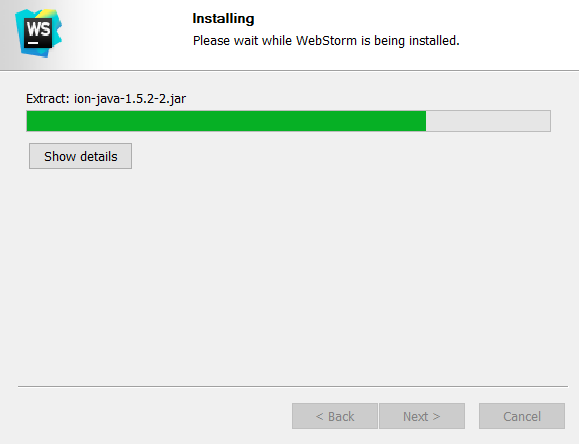 WS
Installing
Please wait while WebStorm is being installed.
Extract: ion-java-1.5.2-2.jar
Show details
< Back
Next >
Cancel